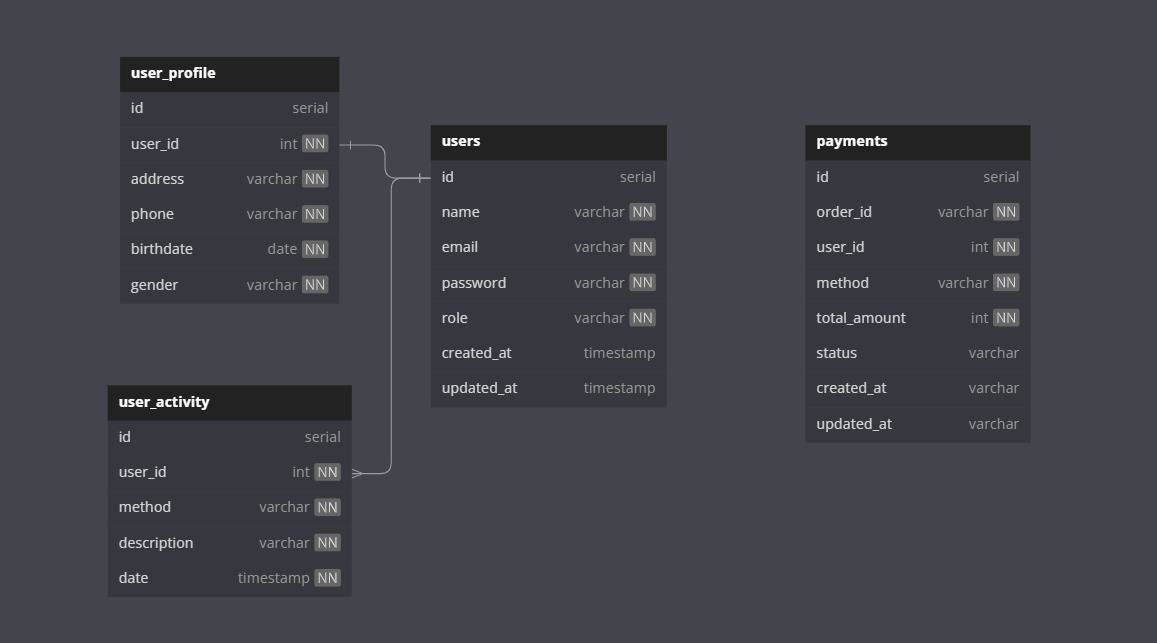 user_profile
id serial
user_id int NN
address varchar NN
phone varchar NN
birthdate date NN
gender varchar NN
users
id serial
name varchar NN
email varchar NN
password varchar NN
role varchar NN
created_at timestamp
updated_at timestamp
payments
id serial
order_id varchar NN
user_id int NN
method varchar NN
total_amount int NN
status varchar
created_at varchar
updated_at varchar
user_activity
id serial
user_id int NN
method varchar NN
description varchar NN
date timestamp NN